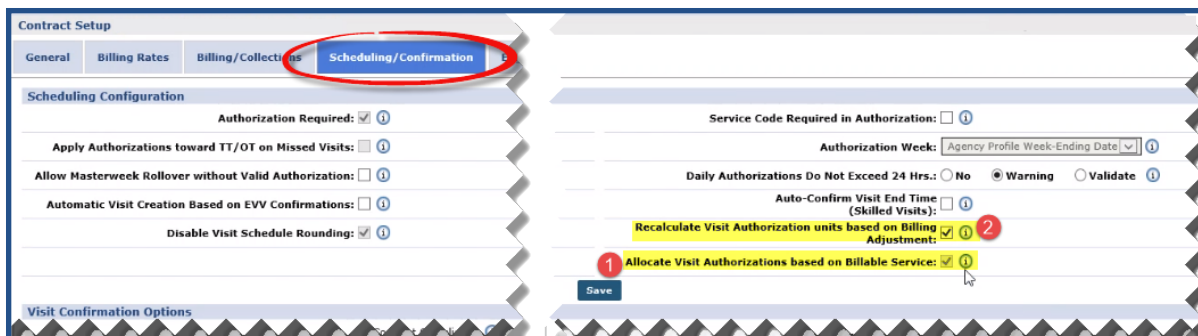 Contract Setup
General Billing Rates Billing/Collections Scheduling/Confirmation
Scheduling Configuration
Authorization Required: Service Code Required in Authorization:
Apply Authorizations toward TT/OT on Missed Visits: Authorization Week: Agency Profile Week-Ending Date
Allow Masterweek Rollover without Valid Authorization: Daily Authorizations Do Not Exceed 24 Hrs.: No Warning Validate
Automatic Visit Creation Based on EVV Confirmations: Auto-Confirm Visit End Time
(Skilled Visits):
Disable Visit Schedule Rounding: Recalculate Visit Authorization units based on Billing 2
Adjustment:
1 Allocate Visit Authorizations based on Billable Service:
Save
Visit Confirmation Options